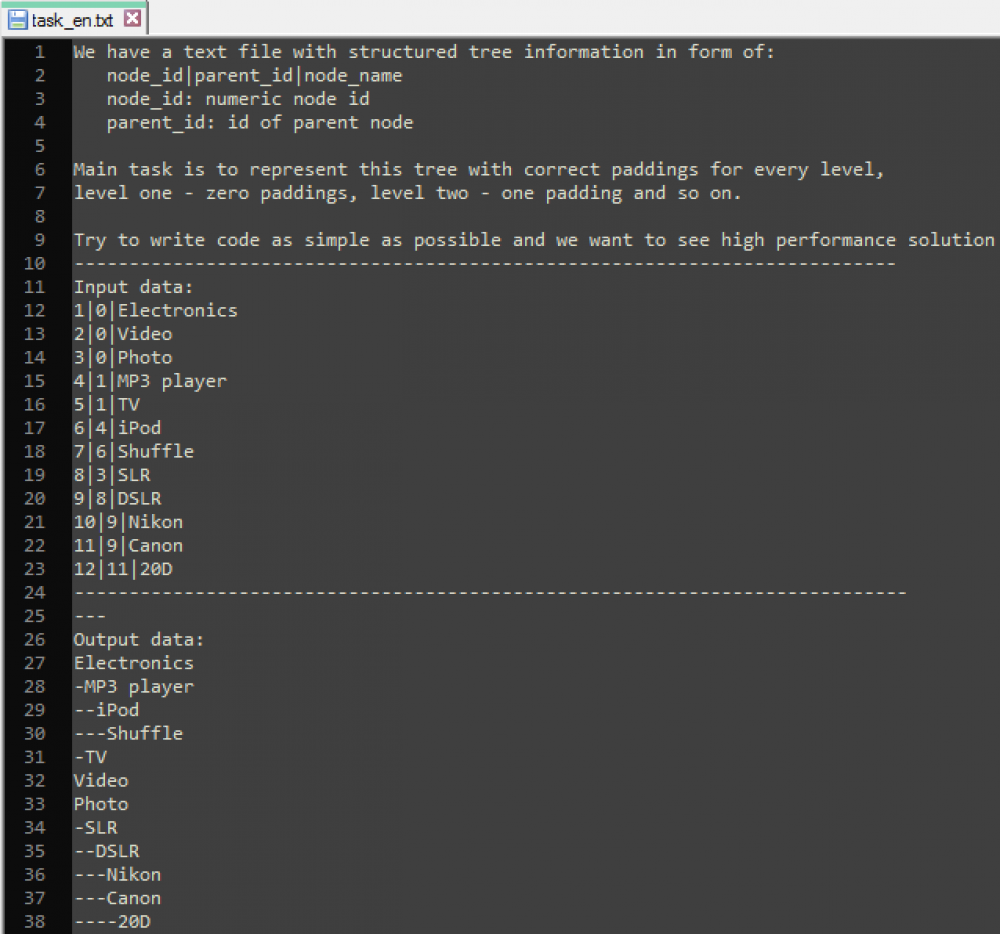 task_en.txt
1 We have a text file with structured tree information in form of:
2 node_id|parent_id|node_name
3 node_id: numeric node id
4 parent_id: id of parent node
5
6 Main task is to represent this tree with correct paddings for every level,
7 level one - zero paddings, level two - one padding and so on.
8
9 Try to write code as simple as possible and we want to see high performance solution
10 ---------------------------------------------------------------------------
11 Input data:
12 1|0|Electronics
13 2|0|Video
14 3|0|Photo
15 4|1|MP3 player
16 5|1|TV
17 6|4|iPod
18 7|6|Shuffle
19 8|3|SLR
20 9|8|DSLR
21 10|9|Nikon
22 11|9|Canon
23 12|11|20D
24 ----------------------------------------------------------------------------
25 ---
26 Output data:
27 Electronics
28 -MP3 player
29 --iPod
30 ---Shuffle
31 -TV
32 Video
33 Photo
34 -SLR
35 --DSLR
36 ---Nikon
37 ---Canon
38 ----20D